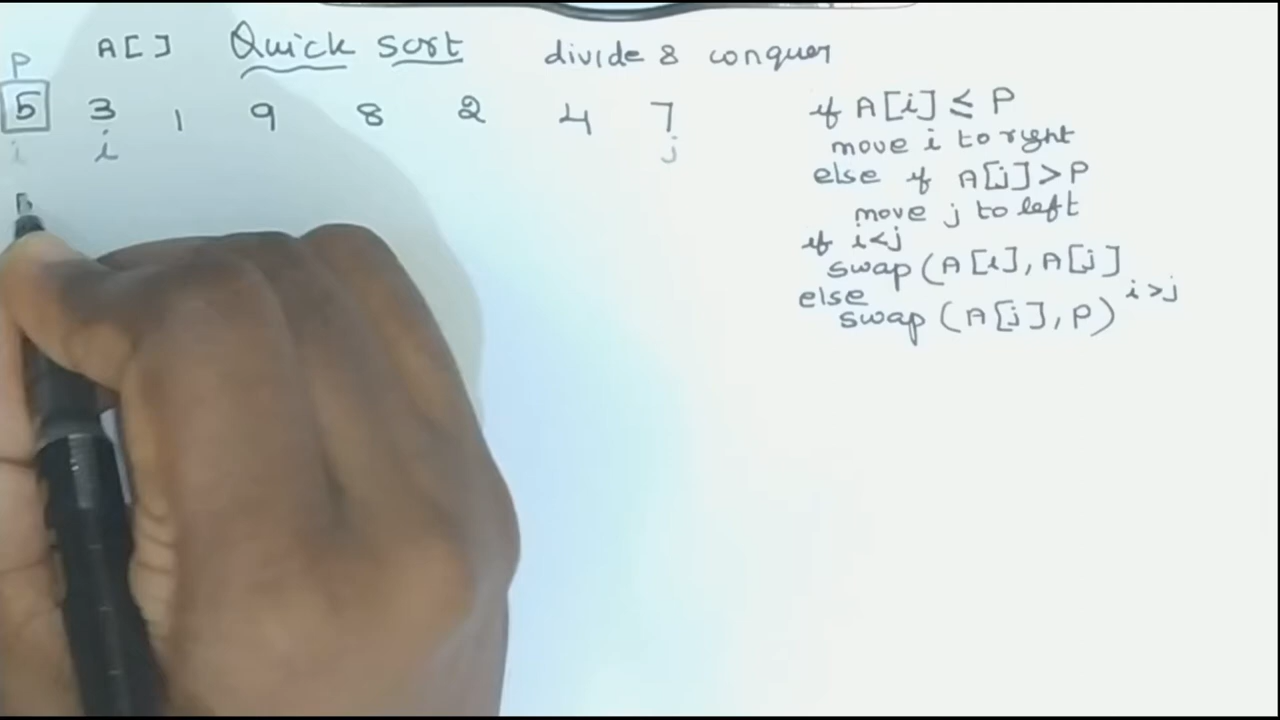 A[ ] Quick sort divide & conquer
P
5 3 1 9 8 2 4 7
i i j
5
if A[i] ≤ P
move i to right
else if A[j] > P
move j to left
if i<j
swap (A[i], A[j]
else i>j
swap (A[j], P)